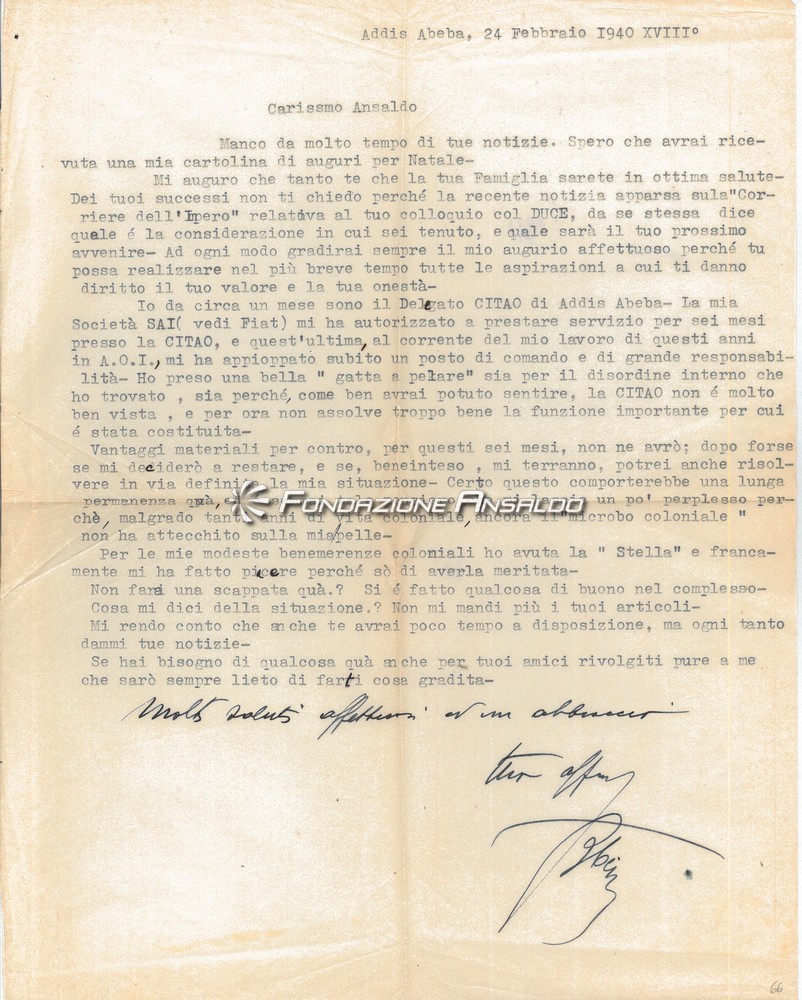 Addis Abeba, 24 Febbraio I940 XVIII°
Carissmo Ansaldo
Manco da molto tempo di tue notizie. Spero che avrai rice-
vuta una mia cartolina di auguri per Natale-
Mi auguro che tanto te che la tua Famiglia sarete in ottima salute-
Dei tuoi successi non ti chiedo perché la recente notizia apparsa sula"Cor-
riere dell'Impero" relativa al tuo colloquio col DUCE, da se stessa dice
quale é la considerazione in cui sei tenuto, e quale sarà il tuo prossimo
avvenire- Ad ogni modo gradirai sempre il mio augurio affettuoso perché tu
possa realizzare nel più breve tempo tutte le aspirazioni a cui ti danno
diritto il tuo valore e la tua onestà-
Io da circa un mese sono il Delegato CITAO di Addis Abeba- La mia
Società SAI( vedi Fiat) mi ha autorizzato a prestare servizio per sei mesi
presso la CITAO, e quest'ultima, al corrente del mio lavoro di questi anni
in A.O.I., mi ha appioppato subito un posto di comando e di grande responsabi-
lità- Ho preso una bella " gatta a pelare" sia per il disordine interno che
ho trovato , sia perché, come ben avrai potuto sentire, la CITAO non é molto
ben vista , e per ora non assolve troppo bene la funzione importante per cui
é stata costituita-
Vantaggi materiali per contro, per questi sei mesi, non ne avrò; dopo forse
se mi deciderò a restare, e se, beneinteso , mi terranno, potrei anche risol-
vere in via defini la mia situazione- Certo questo comporterebbe una lunga
permanenza quà, un po' perplesso per-
chè, malgrado tanti anni di vita coloniale, ancora il"microbo coloniale "
non ha attecchito sulla mia pelle-
Per le mie modeste benemerenze coloniali ho avuta la " Stella" e franca-
mente mi ha fatto picere perché sò di averla meritata-
Non farai una scappata quà.? Si é fatto qualcosa di buono nel complesso-
Cosa mi dici della situazione.? Non mi mandi più i tuoi articoli-
Mi rendo conto che anche te avrai poco tempo a disposizione, ma ogni tanto
dammi tue notizie-
Se hai bisogno di qualcosa quà anche per tuoi amici rivolgiti pure a me
che sarò sempre lieto di farti cosa gradita-
Molti saluti affettuosi ed un abbraccio
tuo aff
FONDAZIONE ANSALDO
66